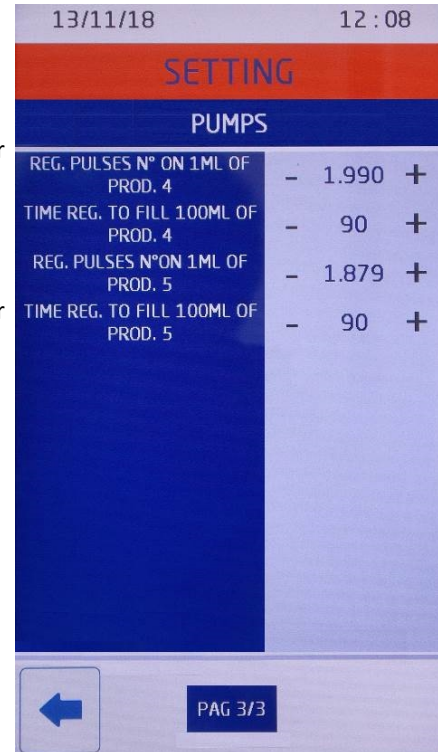 13/11/18 12:08
SETTING
PUMPS
REG. PULSES N° ON 1ML OF
PROD. 4
- 1.990 +
TIME REG. TO FILL 100ML OF
PROD. 4
- 90 +
REG. PULSES N°ON 1ML OF
PROD. 5
- 1.879 +
TIME REG. TO FILL 100ML OF
PROD. 5
- 90 +
PAG 3/3